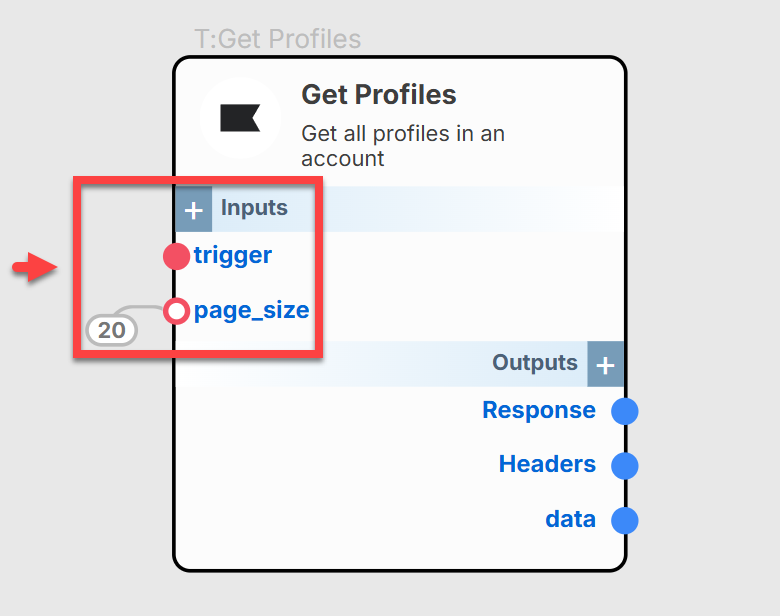 T:Get Profiles
Get Profiles
Get all profiles in an
account
+ Inputs
trigger
page_size
20
Outputs +
Response
Headers
data